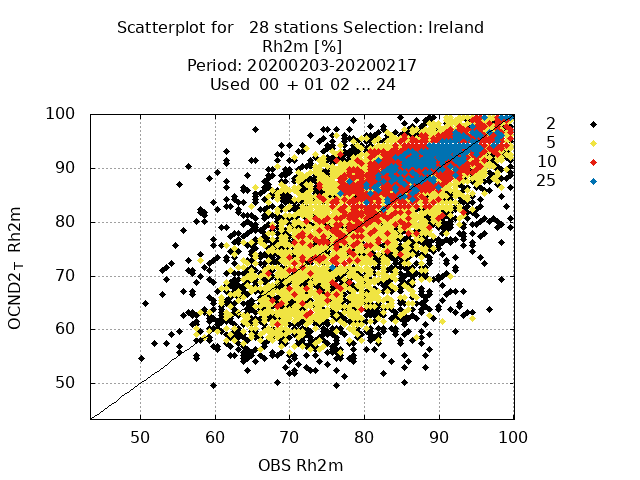 Scatterplot for   28 stations Selection: Ireland
Rh2m [%]
Period: 20200203-20200217
Used  00 + 01 02 ... 24
100
90
80
70
60
50
OCND2T Rh2m
50 60 70 80 90 100
OBS Rh2m
2
5
10
25